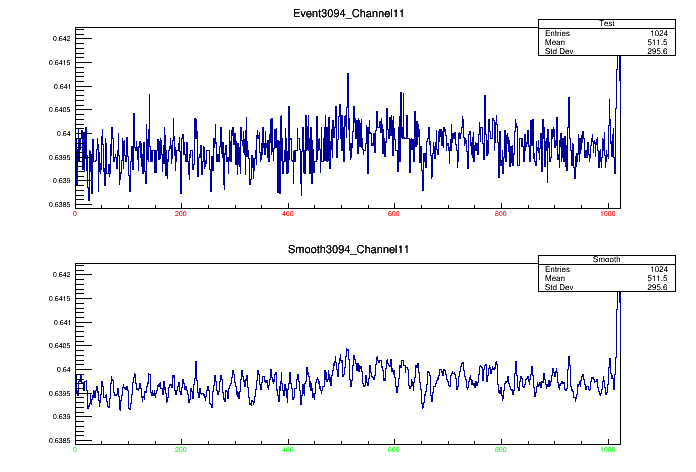 Event3094_Channel11
Test
Entries 1024
Mean 511.5
Std Dev 295.6
0.642
0.6415
0.641
0.6405
0.64
0.6395
0.639
0.6385
0 200 400 600 800 1000
Smooth3094_Channel11
Smooth
Entries 1024
Mean 511.5
Std Dev 295.6
0.642
0.6415
0.641
0.6405
0.64
0.6395
0.639
0.6385
0 200 400 600 800 1000